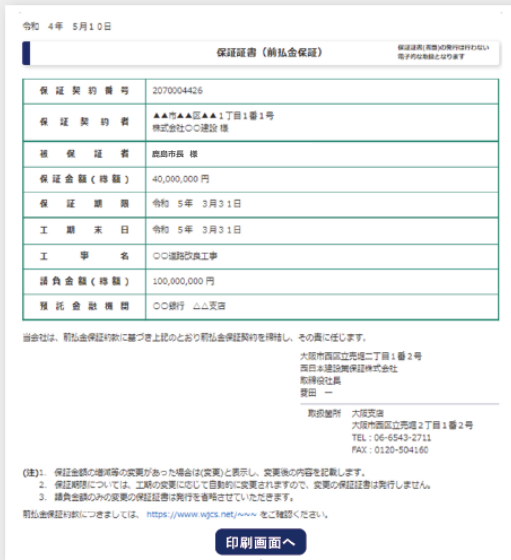 令和 4年 5月10日
保証証書（前払金保証）
保証証書(書面)の発行は行わない
電子的な取扱となります
保証契約番号 2070004426
保証契約者 ▲▲市▲▲区▲▲1丁目1番1号
株式会社〇〇建設 様
被保証者 鹿島市長 様
保証金額(総額) 40,000,000 円
保証期限 令和 5年 3月31日
工期末日 令和 5年 3月31日
工事名 〇〇道路改良工事
請負金額(総額) 100,000,000 円
預託金融機関 〇〇銀行 △△支店
当会社は、前払金保証約款に基づき上記のとおり前払金保証契約を締結し、その責に任じます。
大阪市西区立売堀二丁目1番2号
西日本建設業保証株式会社
取締役社長
菱田 一
取扱箇所 大阪支店
大阪市西区立売堀2丁目1番2号
TEL：06-6543-2711
FAX：0120-504160
(注)1. 保証金額の増減等の変更があった場合は(変更)と表示し、変更後の内容を記載します。
2. 保証期限については、工期の変更に応じて自動的に変更されますので、変更の保証証書は発行しません。
3. 請負金額のみの変更の保証証書は発行を省略させていただきます。
前払金保証約款につきましては、 https://www.wjcs.net/~~~ をご確認ください。
印刷画面へ